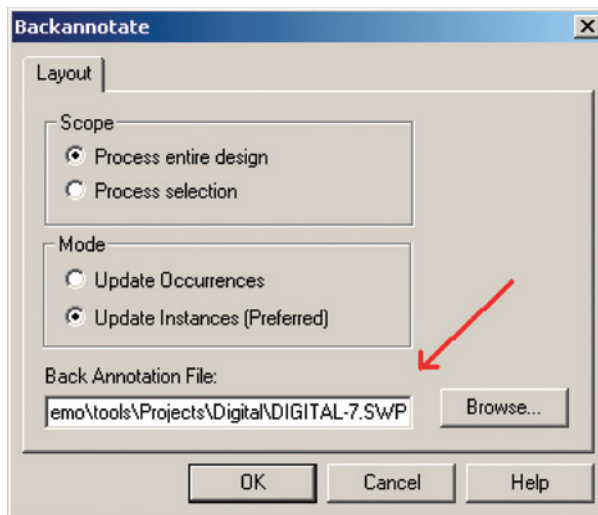 Backannotate
Layout
Scope
Process entire design
Process selection
Mode
Update Occurrences
Update Instances (Preferred)
Back Annotation File:
emo\tools\Projects\Digital\DIGITAL-7.SWP
Browse...
OK
Cancel
Help